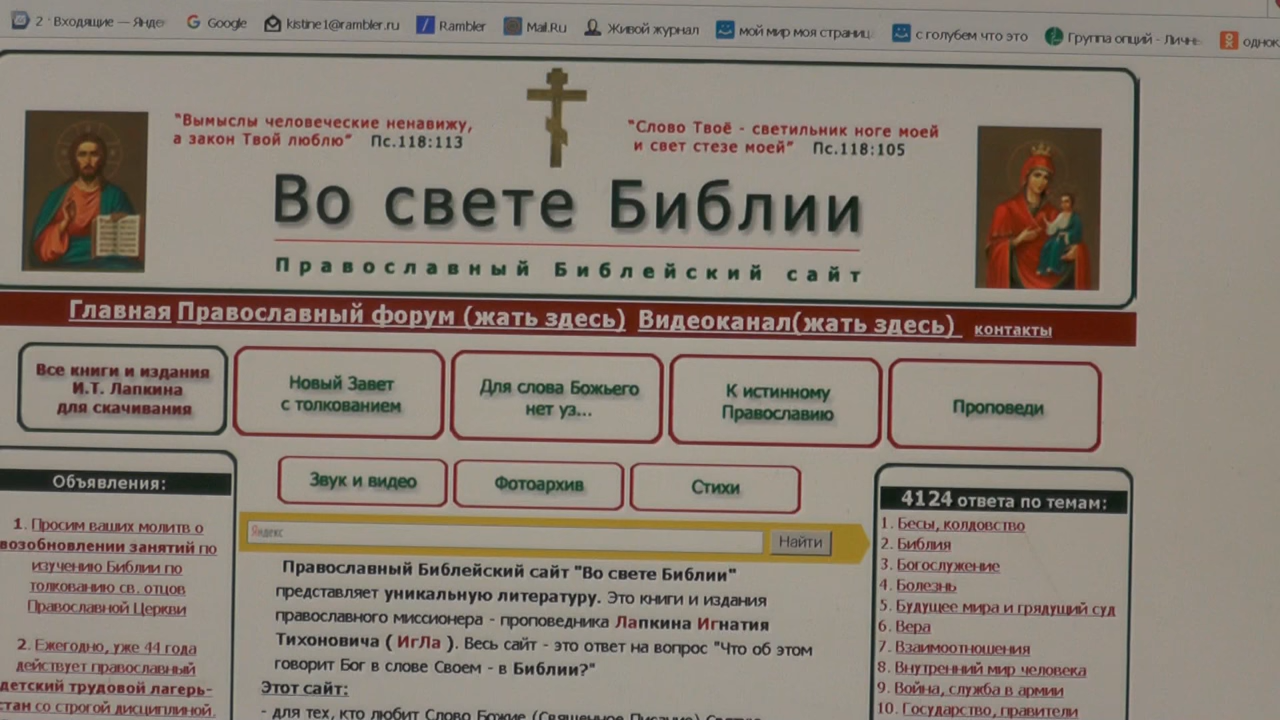 2 · Входящие — Янде
Google
kistine1@rambler.ru
Rambler
Mail.Ru
Живой журнал
мой мир моя страниц
с голубем что это
Группа опций - Личн
однок
"Вымыслы человеческие ненавижу,
а закон Твой люблю" Пс.118:113
"Слово Твоё - светильник ноге моей
и свет стезе моей" Пс.118:105
Во свете Библии
Православный Библейский сайт
Главная Православный форум (жать здесь) Видеоканал(жать здесь) контакты
Все книги и издания
И.Т. Лапкина
для скачивания
Новый Завет
с толкованием
Для слова Божьего
нет уз...
К истинному
Православию
Проповеди
Звук и видео
Фотоархив
Стихи
Объявления:
1. Просим ваших молитв о
возобновлении занятий по
изучению Библии по
толкованию св. отцов
Православной Церкви
2. Ежегодно, уже 44 года
действует православный
детский трудовой лагерь-
стан со строгой дисциплиной.
Яндекс
Найти
Православный Библейский сайт "Во свете Библии"
представляет уникальную литературу. Это книги и издания
православного миссионера - проповедника Лапкина Игнатия
Тихоновича ( ИгЛа ). Весь сайт - это ответ на вопрос "Что об этом
говорит Бог в слове Своем - в Библии?"
Этот сайт:
- для тех, кто любит Слово Божие (Священное Писание)
4124 ответа по темам:
1. Бесы, колдовство
2. Библия
3. Богослужение
4. Болезнь
5. Будущее мира и грядущий суд
6. Вера
7. Взаимоотношения
8. Внутренний мир человека
9. Война, служба в армии
10. Государство, правители